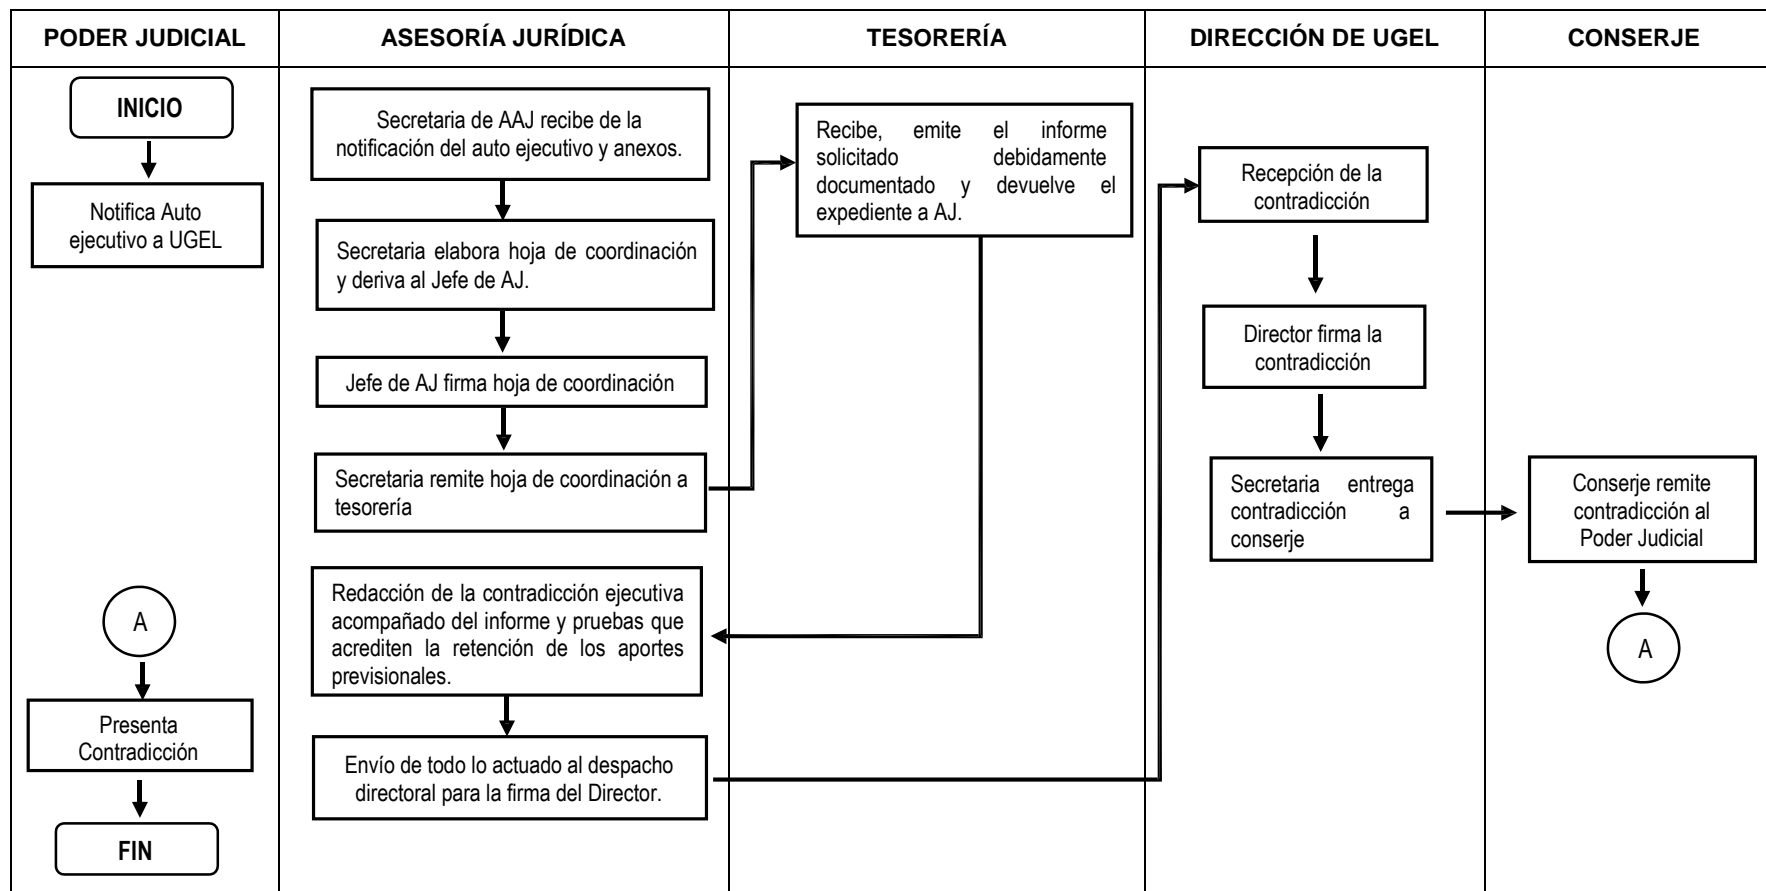 PODER JUDICIAL
ASESORÍA JURÍDICA
TESORERÍA
DIRECCIÓN DE UGEL
CONSERJE
INICIO
Notifica Auto
ejecutivo a UGEL
A
Presenta
Contradicción
FIN
Secretaria de AAJ recibe de la
notificación del auto ejecutivo y anexos.
Secretaria elabora hoja de coordinación
y deriva al Jefe de AJ.
Jefe de AJ firma hoja de coordinación
Secretaria remite hoja de coordinación a
tesorería
Redacción de la contradicción ejecutiva
acompañado del informe y pruebas que
acrediten la retención de los aportes
previsionales.
Envío de todo lo actuado al despacho
directoral para la firma del Director.
Recibe, emite el informe
solicitado debidamente
documentado y devuelve el
expediente a AJ.
Recepción de la
contradicción
Director firma la
contradicción
Secretaria entrega
contradicción a
conserje
Conserje remite
contradicción al
Poder Judicial
A